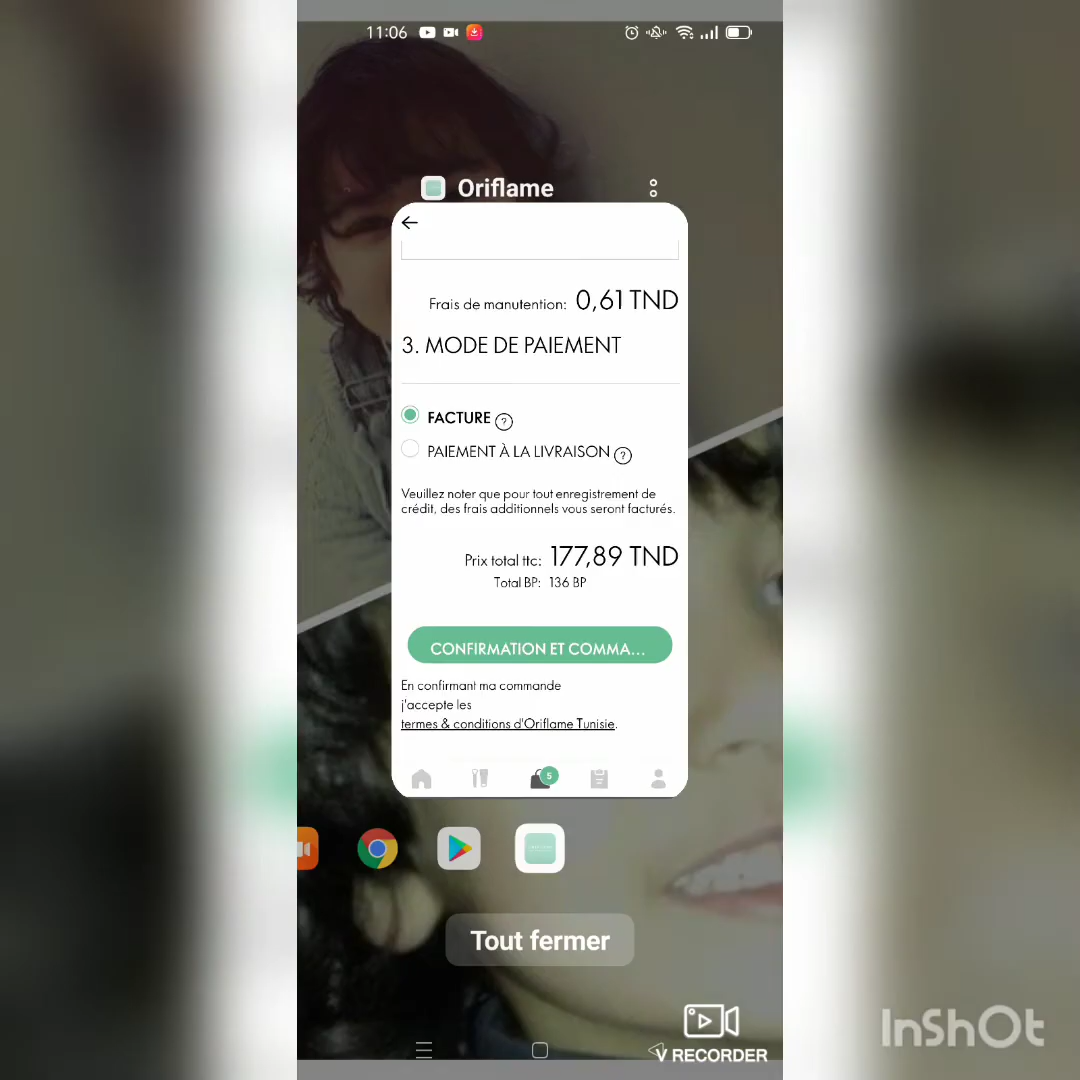 11:06
Oriflame
Frais de manutention: 0,61 TND
3. MODE DE PAIEMENT
FACTURE ?
PAIEMENT À LA LIVRAISON ?
Veuillez noter que pour tout enregistrement de
crédit, des frais additionnels vous seront facturés.
Prix total ttc: 177,89 TND
Total BP: 136 BP
CONFIRMATION ET COMMA...
En confirmant ma commande
j'accepte les
termes & conditions d'Oriflame Tunisie.
5
Tout fermer
InShOt
V RECORDER